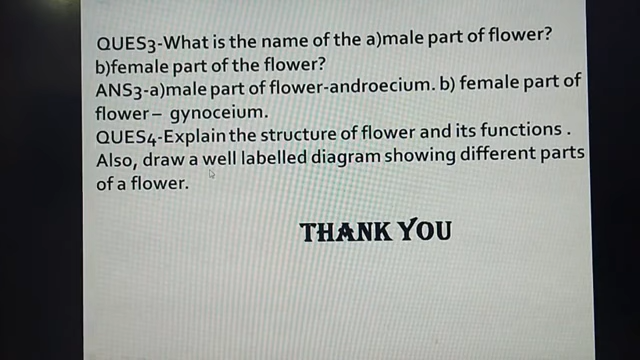 QUES3-What is the name of the a)male part of flower?
b)female part of the flower?
ANS3-a)male part of flower-androecium. b) female part of
flower – gynoceium.
QUES4-Explain the structure of flower and its functions .
Also, draw a well labelled diagram showing different parts
of a flower.
THANK YOU